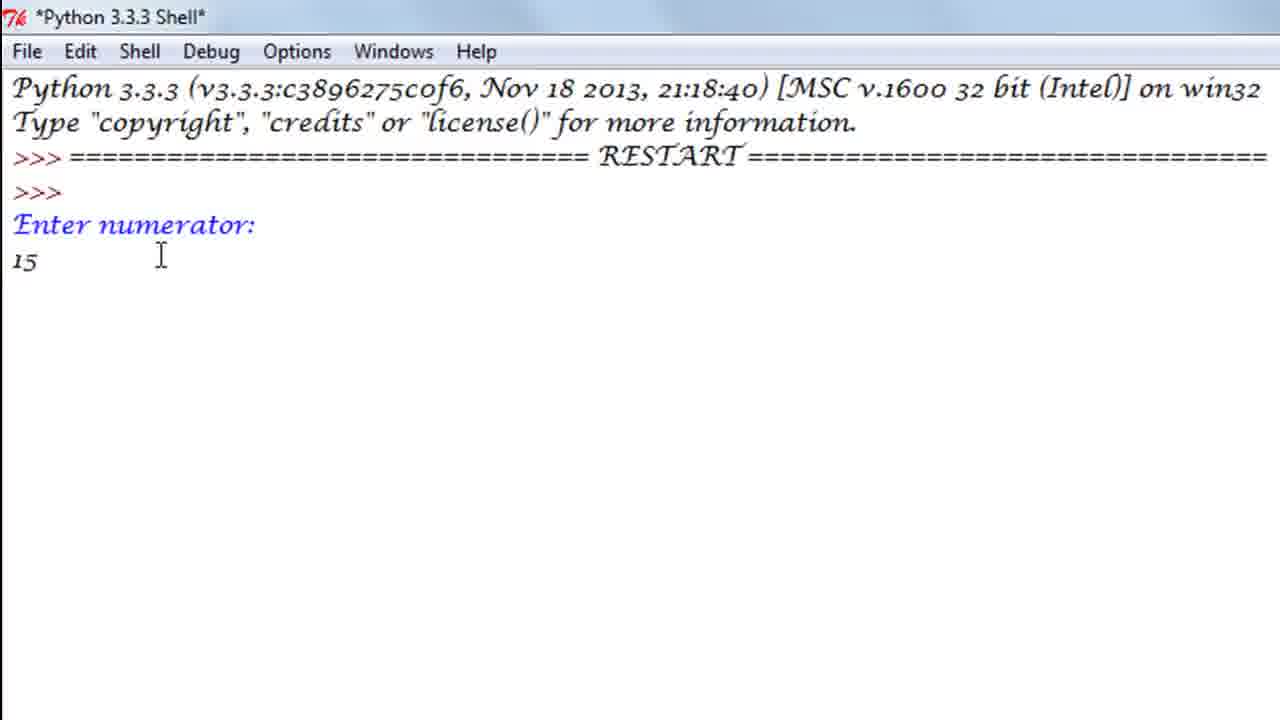 *Python 3.3.3 Shell*
File Edit Shell Debug Options Windows Help
Python 3.3.3 (v3.3.3:c3896275c0f6, Nov 18 2013, 21:18:40) [MSC v.1600 32 bit (Intel)] on win32
Type "copyright", "credits" or "license()" for more information.
>>> ================================ RESTART ================================
>>>
Enter numerator:
15